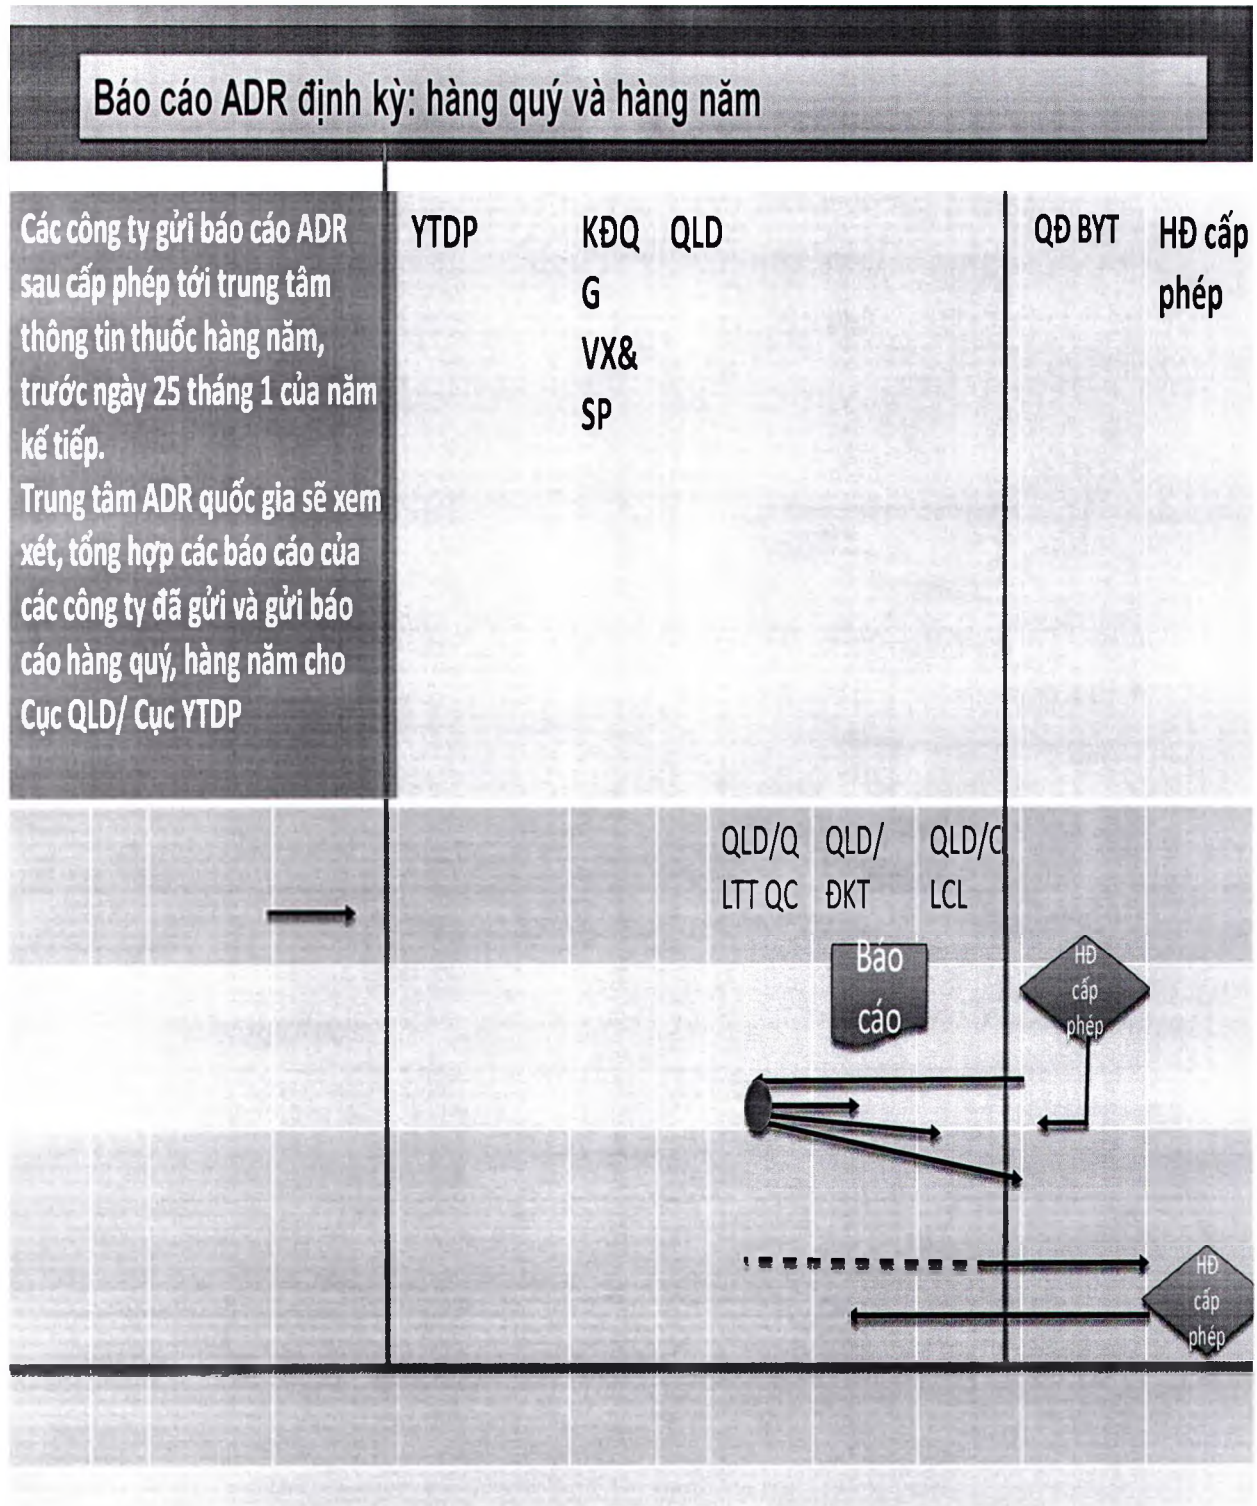 Báo cáo ADR định kỳ: hàng quý và hàng năm
Các công ty gửi báo cáo ADR
sau cấp phép tới trung tâm
thông tin thuốc hàng năm,
trước ngày 25 tháng 1 của năm
kế tiếp.
Trung tâm ADR quốc gia sẽ xem
xét, tổng hợp các báo cáo của
các công ty đã gửi và gửi báo
cáo hàng quý, hàng năm cho
Cục QLD/ Cục YTDP
YTDP
KĐQ
G
VX&
SP
QLD
QĐ BYT
HĐ cấp
phép
QLD/Q
LTT QC
QLD/
ĐKT
QLD/C
LCL
Báo
cáo
HĐ
cấp
phép
HĐ
cấp
phép